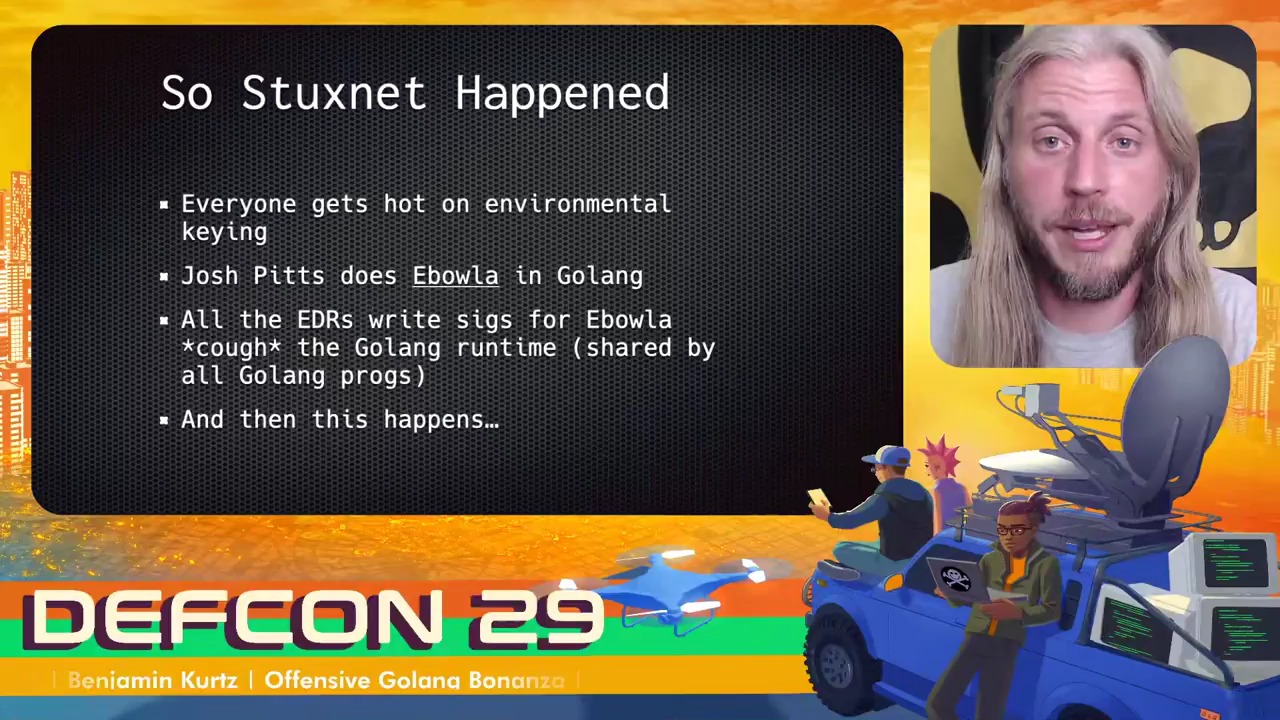 So Stuxnet Happened
Everyone gets hot on environmental
keying
Josh Pitts does Ebowla in Golang
All the EDRs write sigs for Ebowla
*cough* the Golang runtime (shared by
all Golang progs)
And then this happens…
DEFCON 29
| Benjamin Kurtz | Offensive Golang Bonanza |